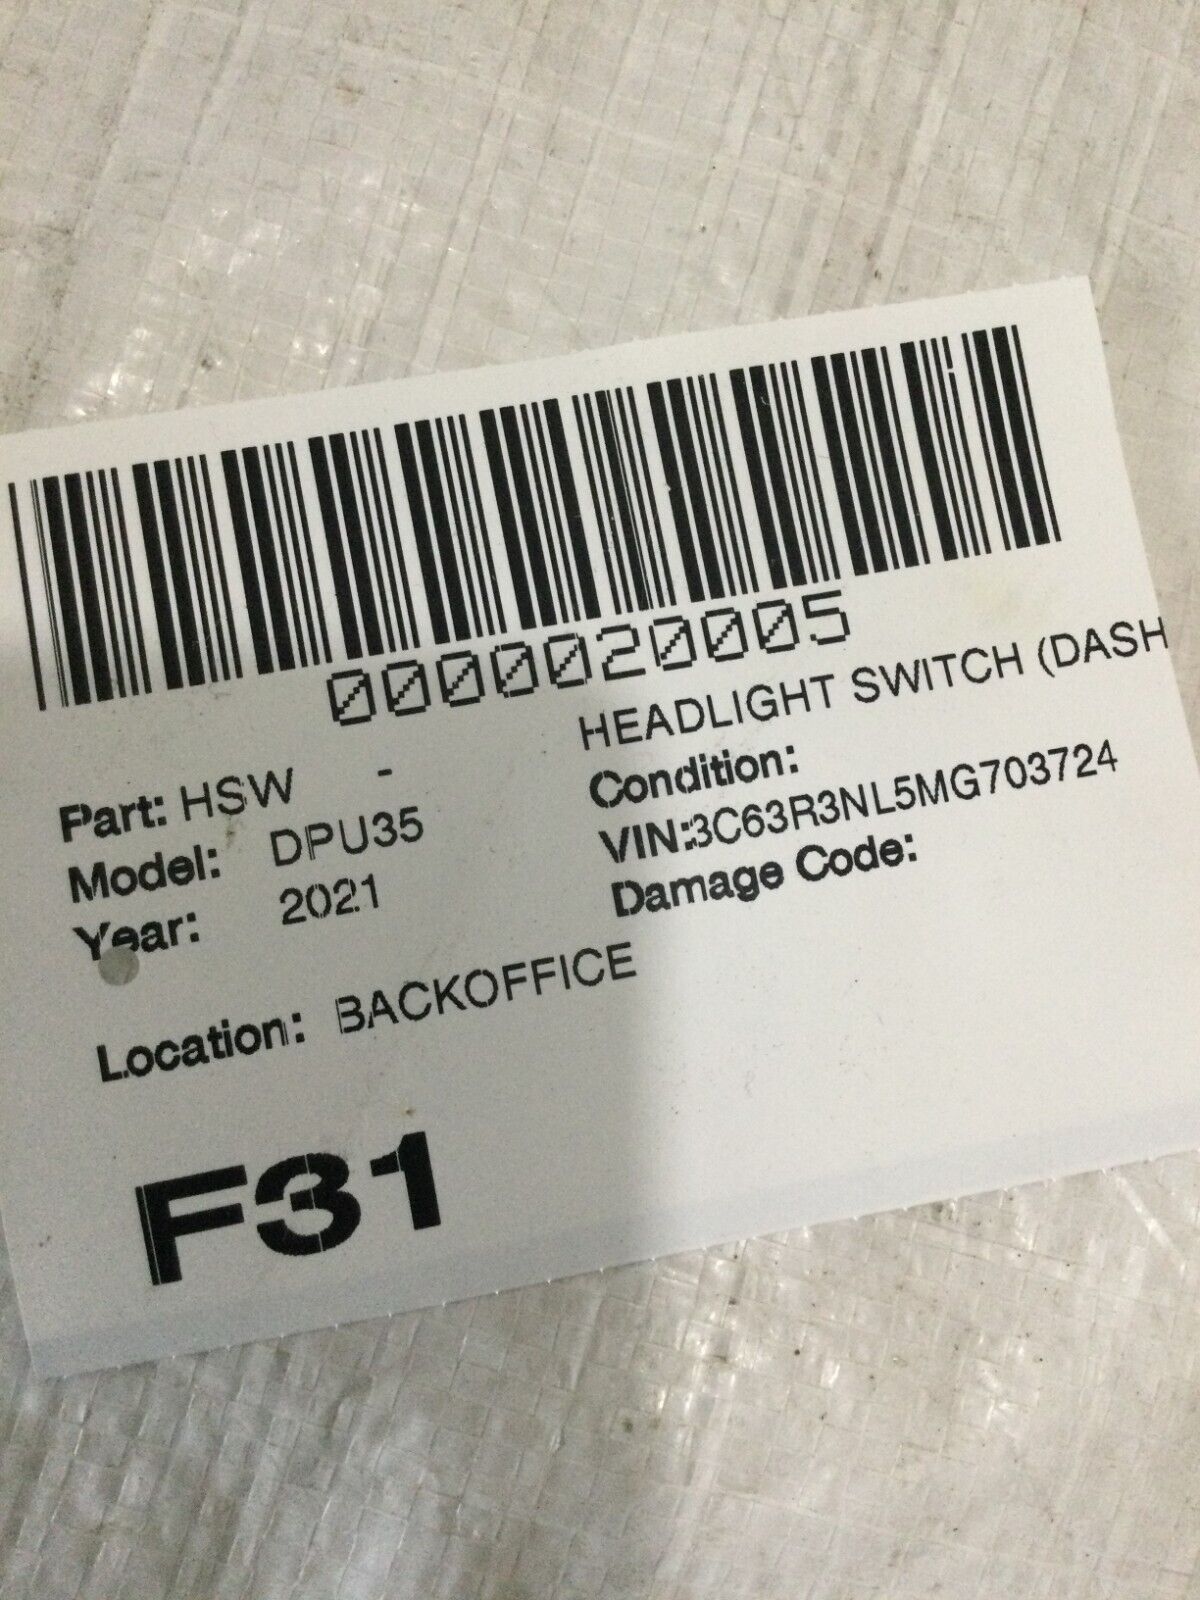 0000020005
Part: HSW - HEADLIGHT SWITCH (DASH
Model: DPU35 Condition:
Year: 2021 VIN:3C63R3NL5MG703724
Damage Code:
Location: BACKOFFICE
F31